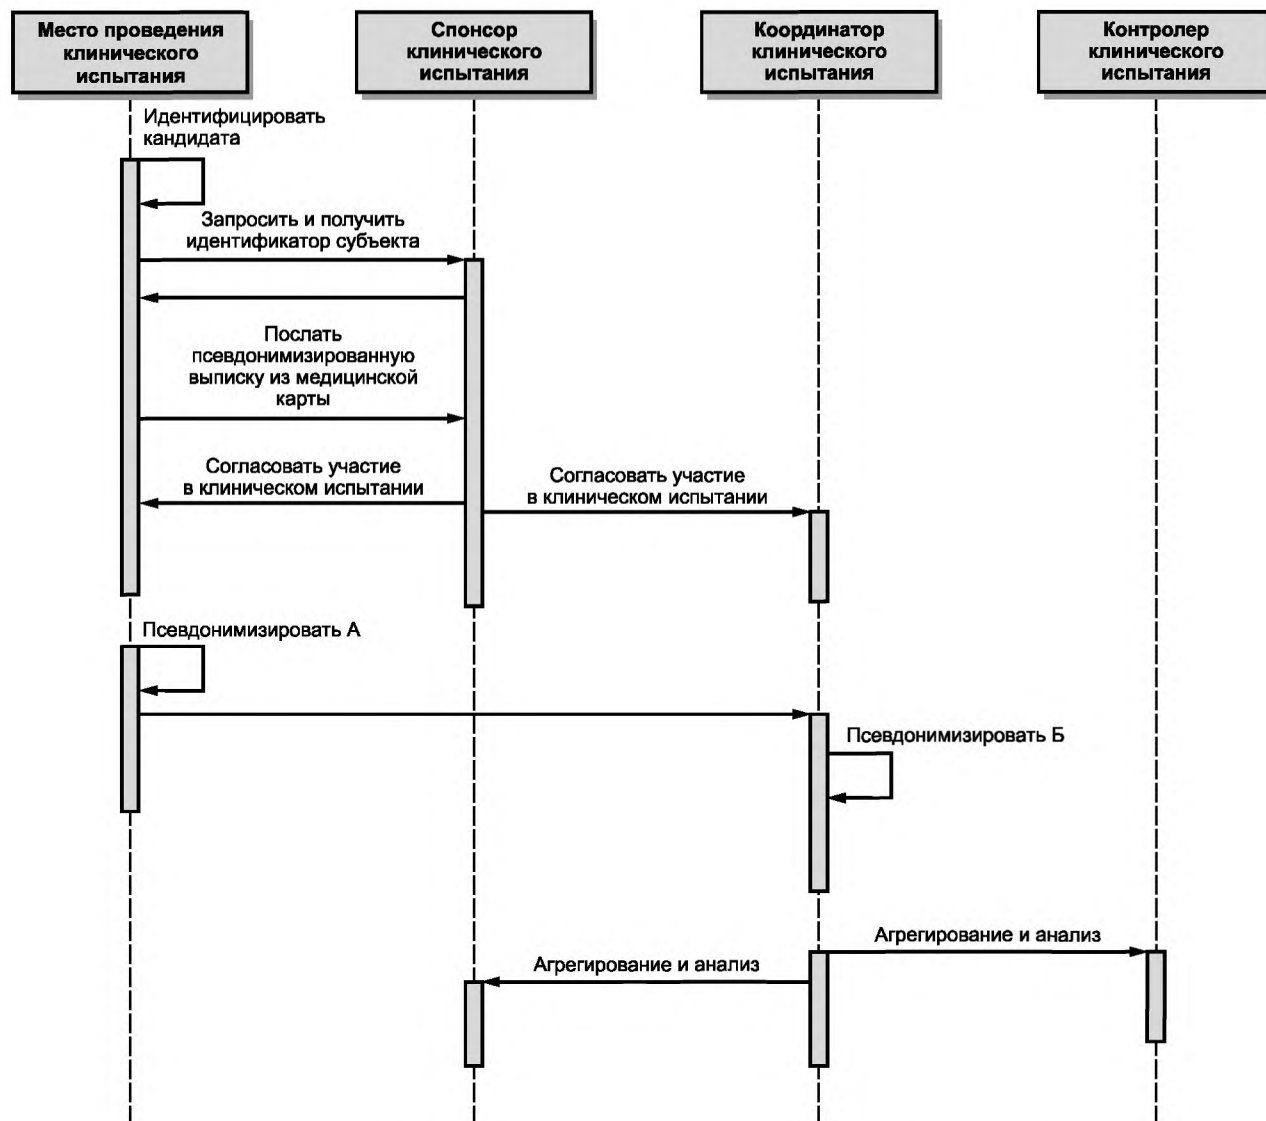 Место проведения
клинического
испытания
Спонсор
клинического
испытания
Координатор
клинического
испытания
Контролер
клинического
испытания
Идентифицировать
кандидата
Запросить и получить
идентификатор субъекта
Послать
псевдонимизированную
выписку из медицинской
карты
Согласовать участие
в клиническом испытании
Согласовать участие
в клиническом испытании
Псевдонимизировать А
Псевдонимизировать Б
Агрегирование и анализ
Агрегирование и анализ